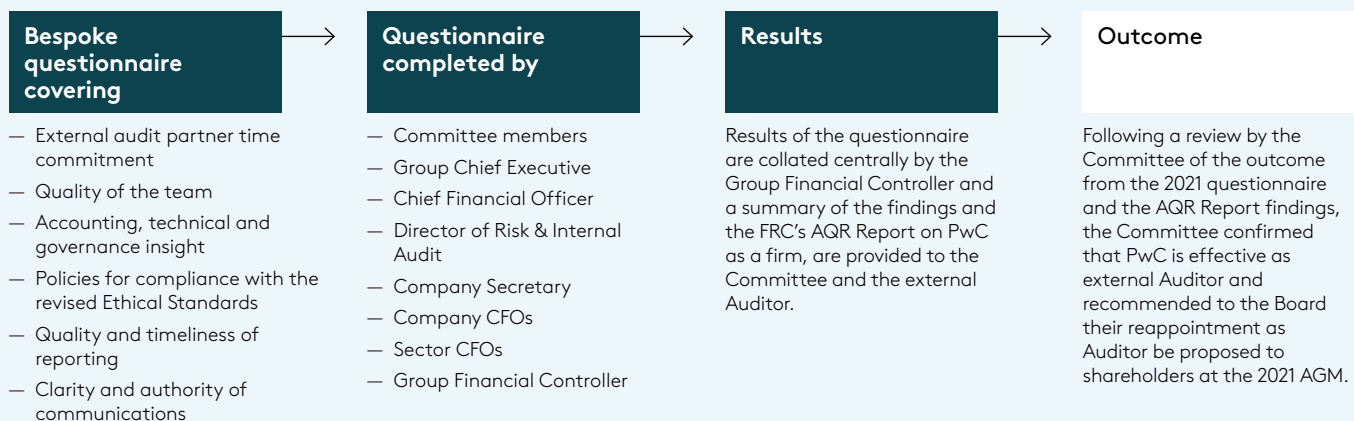 Bespoke
questionnaire
covering
— External audit partner time
commitment
— Quality of the team
— Accounting, technical and
governance insight
— Policies for compliance with the
revised Ethical Standards
— Quality and timeliness of
reporting
— Clarity and authority of
communications
Questionnaire
completed by
— Committee members
— Group Chief Executive
— Chief Financial Officer
— Director of Risk & Internal
Audit
— Company Secretary
— Company CFOs
— Sector CFOs
— Group Financial Controller
Results
Results of the questionnaire
are collated centrally by the
Group Financial Controller and
a summary of the findings and
the FRC's AQR Report on PwC
as a firm, are provided to the
Committee and the external
Auditor.
Outcome
Following a review by the
Committee of the outcome
from the 2021 questionnaire
and the AQR Report findings,
the Committee confirmed
that PwC is effective as
external Auditor and
recommended to the Board
their reappointment as
Auditor be proposed to
shareholders at the 2021 AGM.